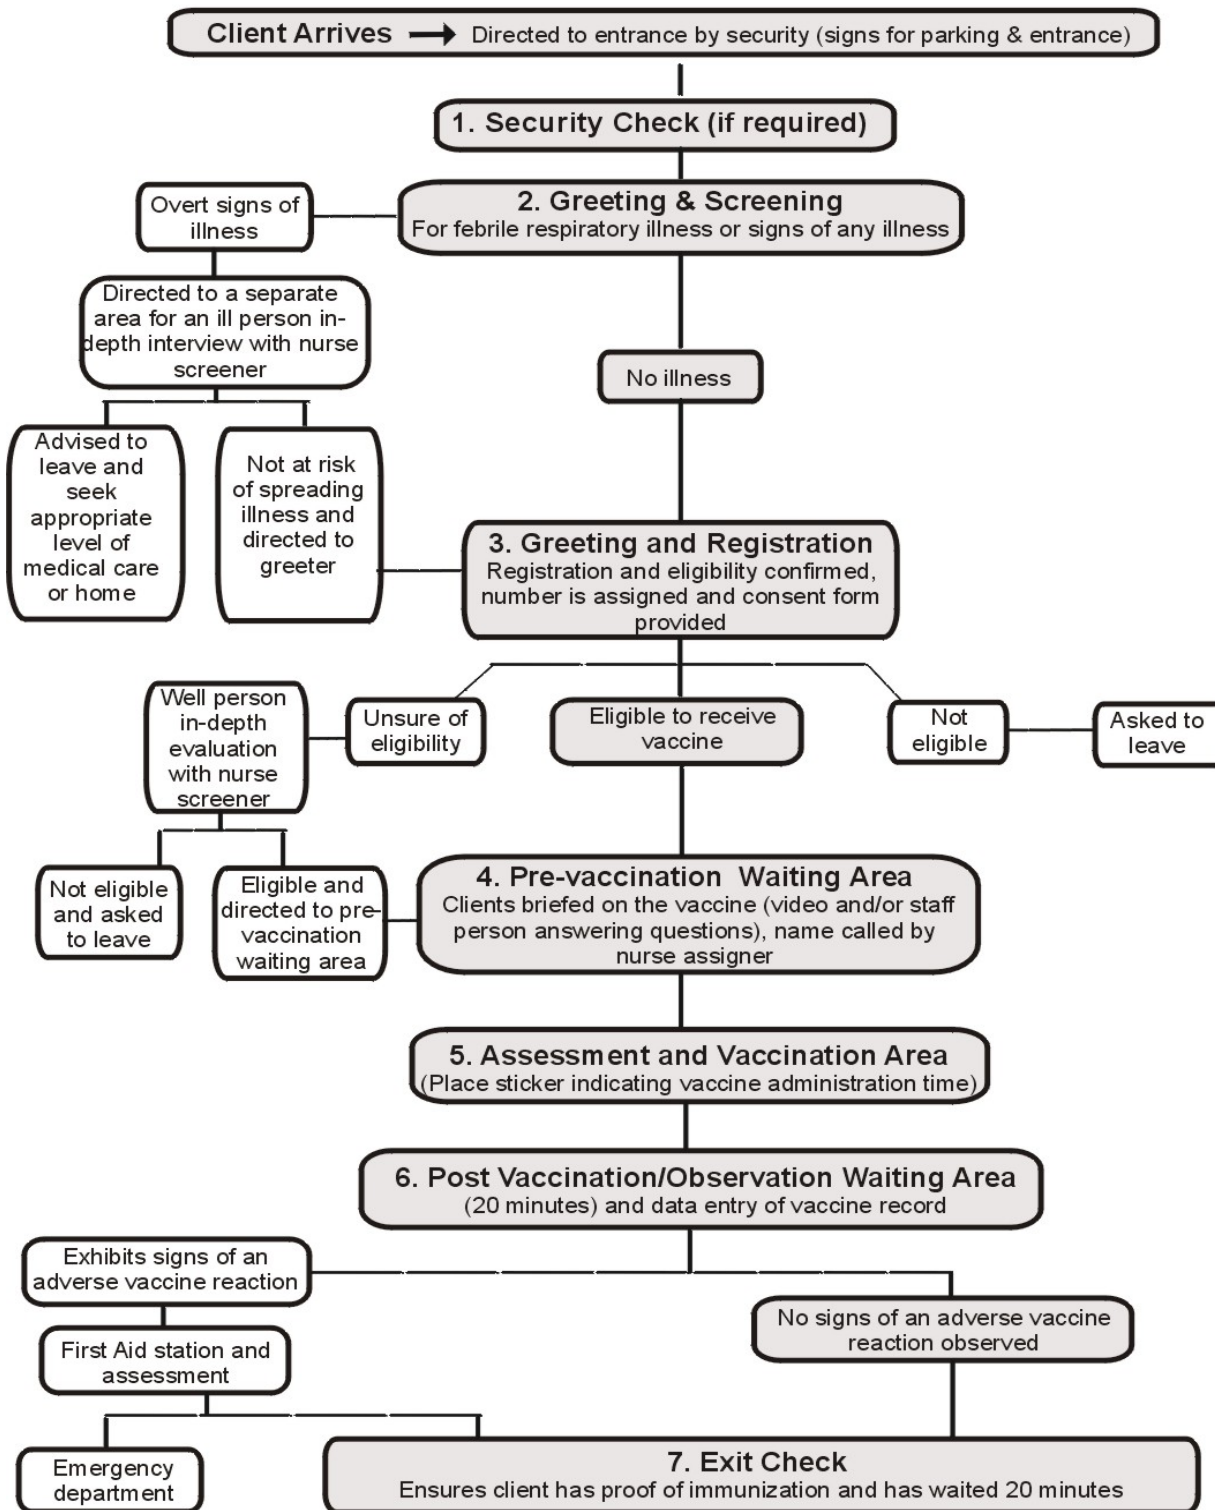 Client Arrives → Directed to entrance by security (signs for parking & entrance)
1. Security Check (if required)
2. Greeting & Screening
For febrile respiratory illness or signs of any illness
Overt signs of
illness
Directed to a separate
area for an ill person in-
depth interview with nurse
screener
No illness
Advised to
leave and
seek
appropriate
level of
medical care
or home
Not at risk
of spreading
illness and
directed to
greeter
3. Greeting and Registration
Registration and eligibility confirmed,
number is assigned and consent form
provided
Well person
in-depth
evaluation
with nurse
screener
Unsure of
eligibility
Eligible to receive
vaccine
Not
eligible
Asked to
leave
Not eligible
and asked
to leave
Eligible and
directed to pre-
vaccination
waiting area
4. Pre-vaccination Waiting Area
Clients briefed on the vaccine (video and/or staff
person answering questions), name called by
nurse assigner
5. Assessment and Vaccination Area
(Place sticker indicating vaccine administration time)
6. Post Vaccination/Observation Waiting Area
(20 minutes) and data entry of vaccine record
Exhibits signs of an
adverse vaccine reaction
No signs of an adverse vaccine
reaction observed
First Aid station and
assessment
Emergency
department
7. Exit Check
Ensures client has proof of immunization and has waited 20 minutes